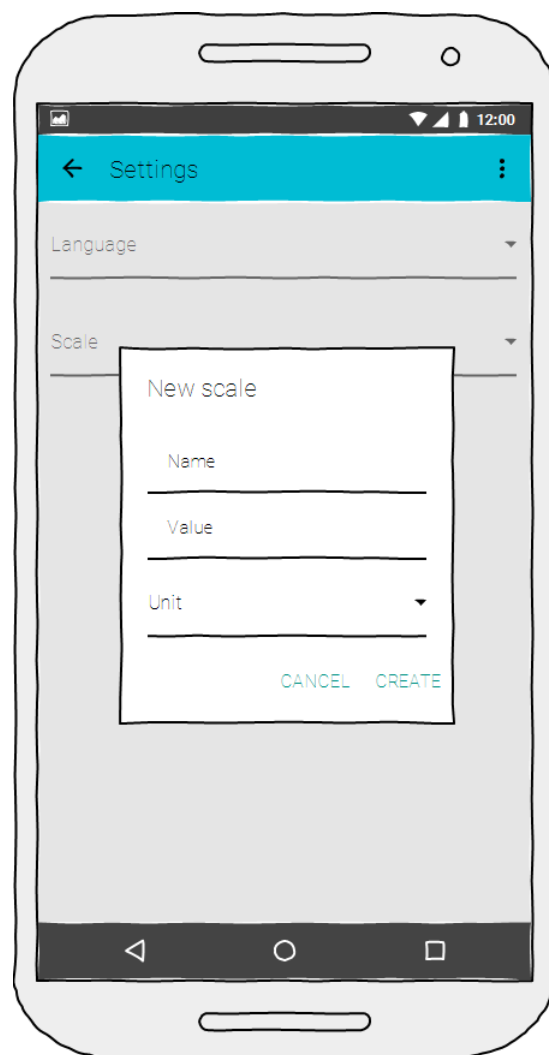 12:00
Settings
Language
Scale
New scale
Name
Value
Unit
CANCEL CREATE